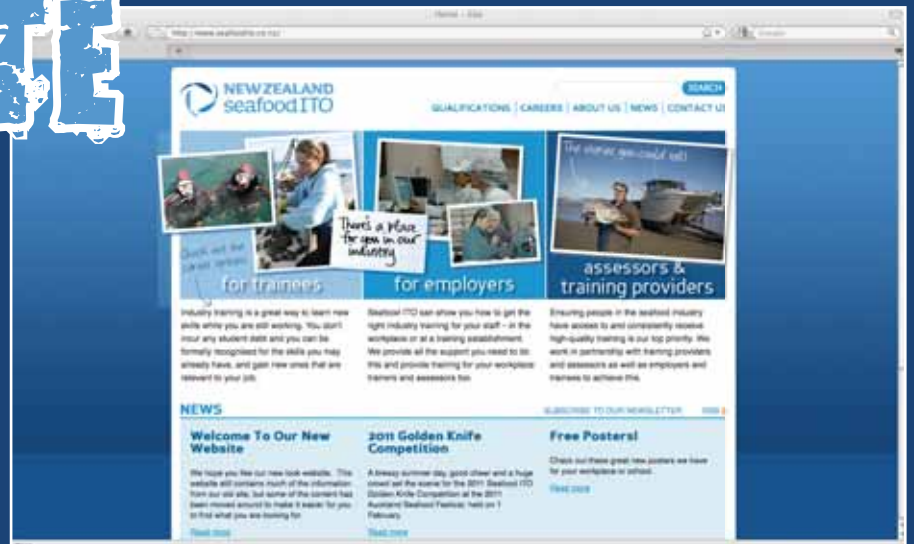 Home - Site
http://www.seafoodito.co.nz/
NEW ZEALAND
seafood ITO
SEARCH
QUALIFICATIONS | CAREERS | ABOUT US | NEWS | CONTACT US
The stories you could tell
There's a place
for you in our
industry
Check out the
career options
for trainees
for employers
assessors &
training providers
Industry training is a great way to learn new
skills while you are still working. You don't
incur any student debt and you can be
formally recognised for the skills you may
already have, and gain new ones that are
relevant to your job.
Seafood ITO can show you how to get the
right industry training for your staff – in the
workplace or at a training establishment.
We provide all the support you need to do
this and provide training for your workplace
trainers and assessors too.
Ensuring people in the seafood industry
have access to and consistently receive
high-quality training is our top priority. We
work in partnership with training providers
and assessors as well as employers and
trainees to achieve this.
NEWS
SUBSCRIBE TO OUR NEWSLETTER
RSS
Welcome To Our New
Website
We hope you like our new look website. This
website still contains much of the information
from our old site, but some of the content has
been moved around to make it easier for you
to find what you are looking for.
Read more
2011 Golden Knife
Competition
A breezy summer day, good cheer and a huge
crowd set the scene for the 2011 Seafood ITO
Golden Knife Competition at the 2011
Auckland Seafood Festival, held on 1
February.
Read more
Free Posters!
Check out these great new posters we have
for your workplace or school.
Read more